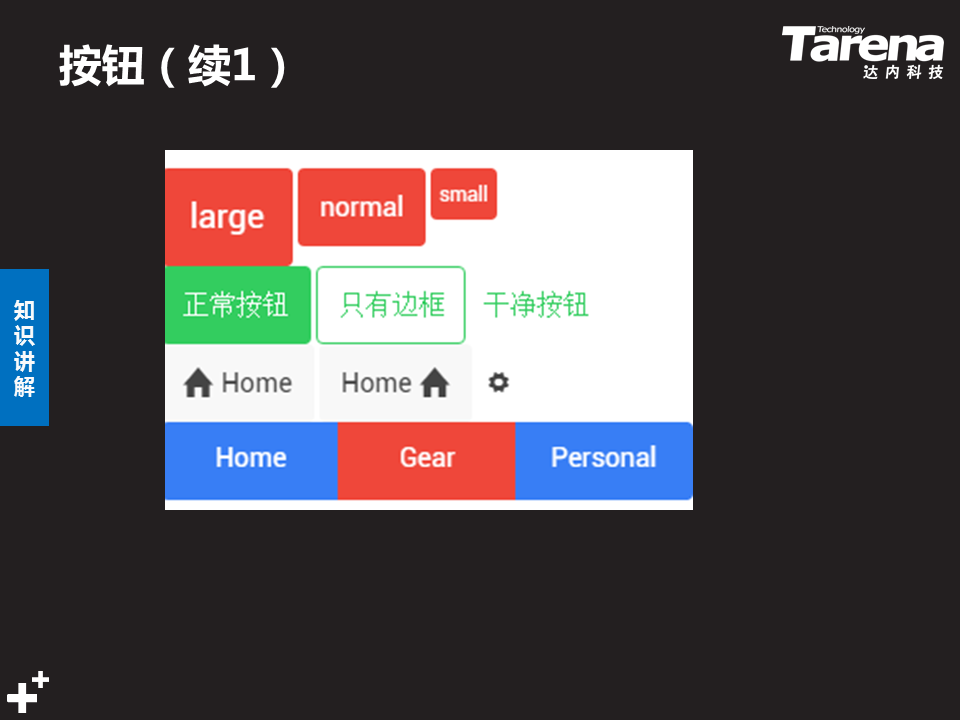 按钮（续1）
Technology
Tarena
达内科技
large normal small
正常按钮 只有边框 干净按钮
Home Home
Home Gear Personal
知识讲解